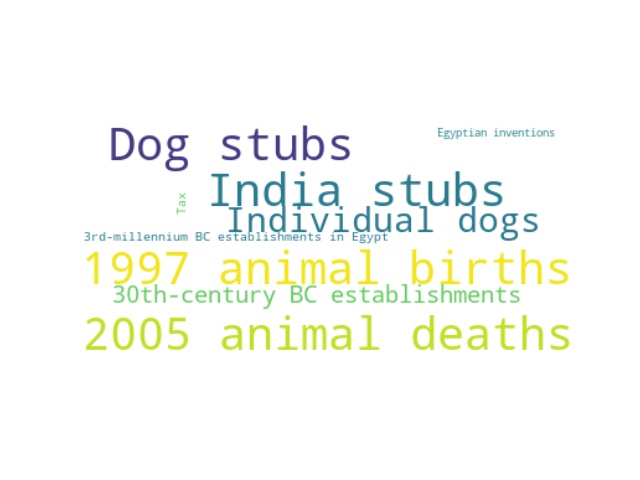 Dog stubs
Egyptian inventions
India stubs
Tax
Individual dogs
3rd-millennium BC establishments in Egypt
1997 animal births
30th-century BC establishments
2005 animal deaths